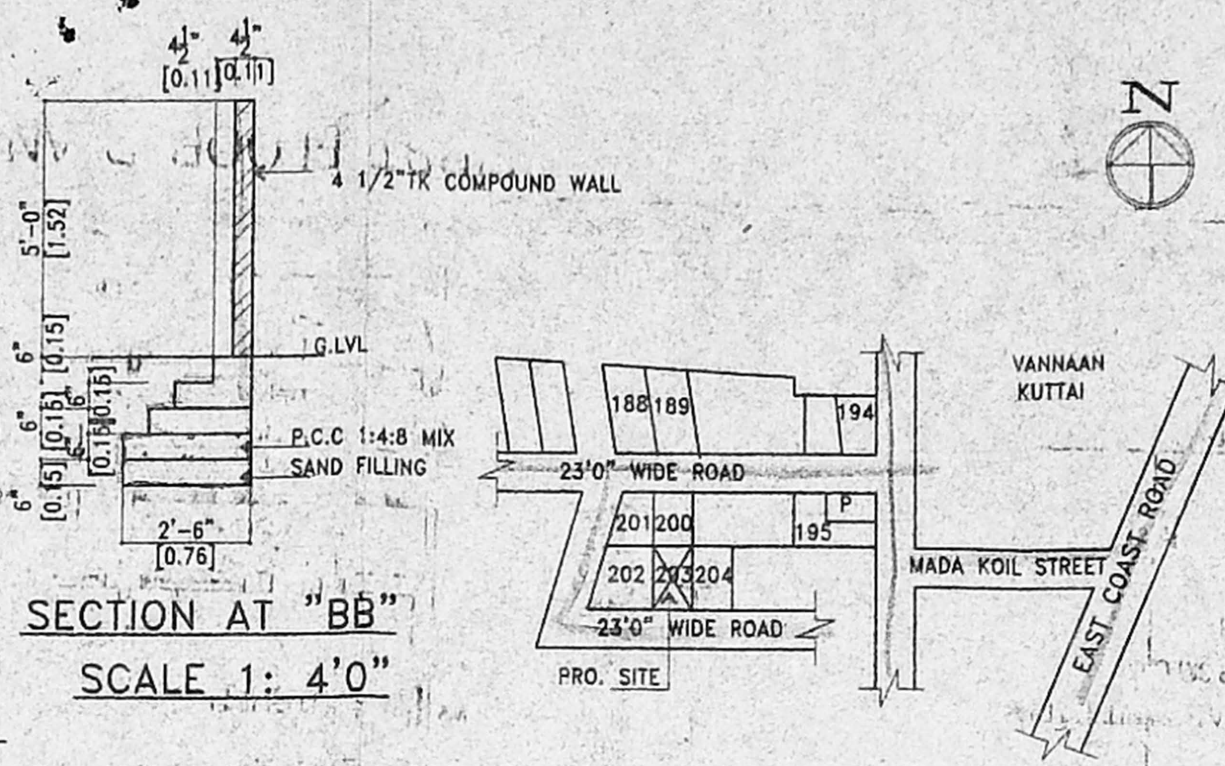 4½" 4½"
[0.11] [0.11]
N
4 1/2"TK COMPOUND WALL
5'-0"
[1.52]
6"
[0.15]
G.LVL
6"
[0.15]
6"
[0.15]
6"
[0.15]
6"
[0.15]
P.C.C 1:4:8 MIX
SAND FILLING
2'-6"
[0.76]
SECTION AT "BB"
SCALE 1: 4'0"
188 189
194
VANNAAN
KUTTAI
23'0" WIDE ROAD
201 200
195
P
202 203 204
MADA KOIL STREET
EAST COAST ROAD
23'0" WIDE ROAD
PRO. SITE